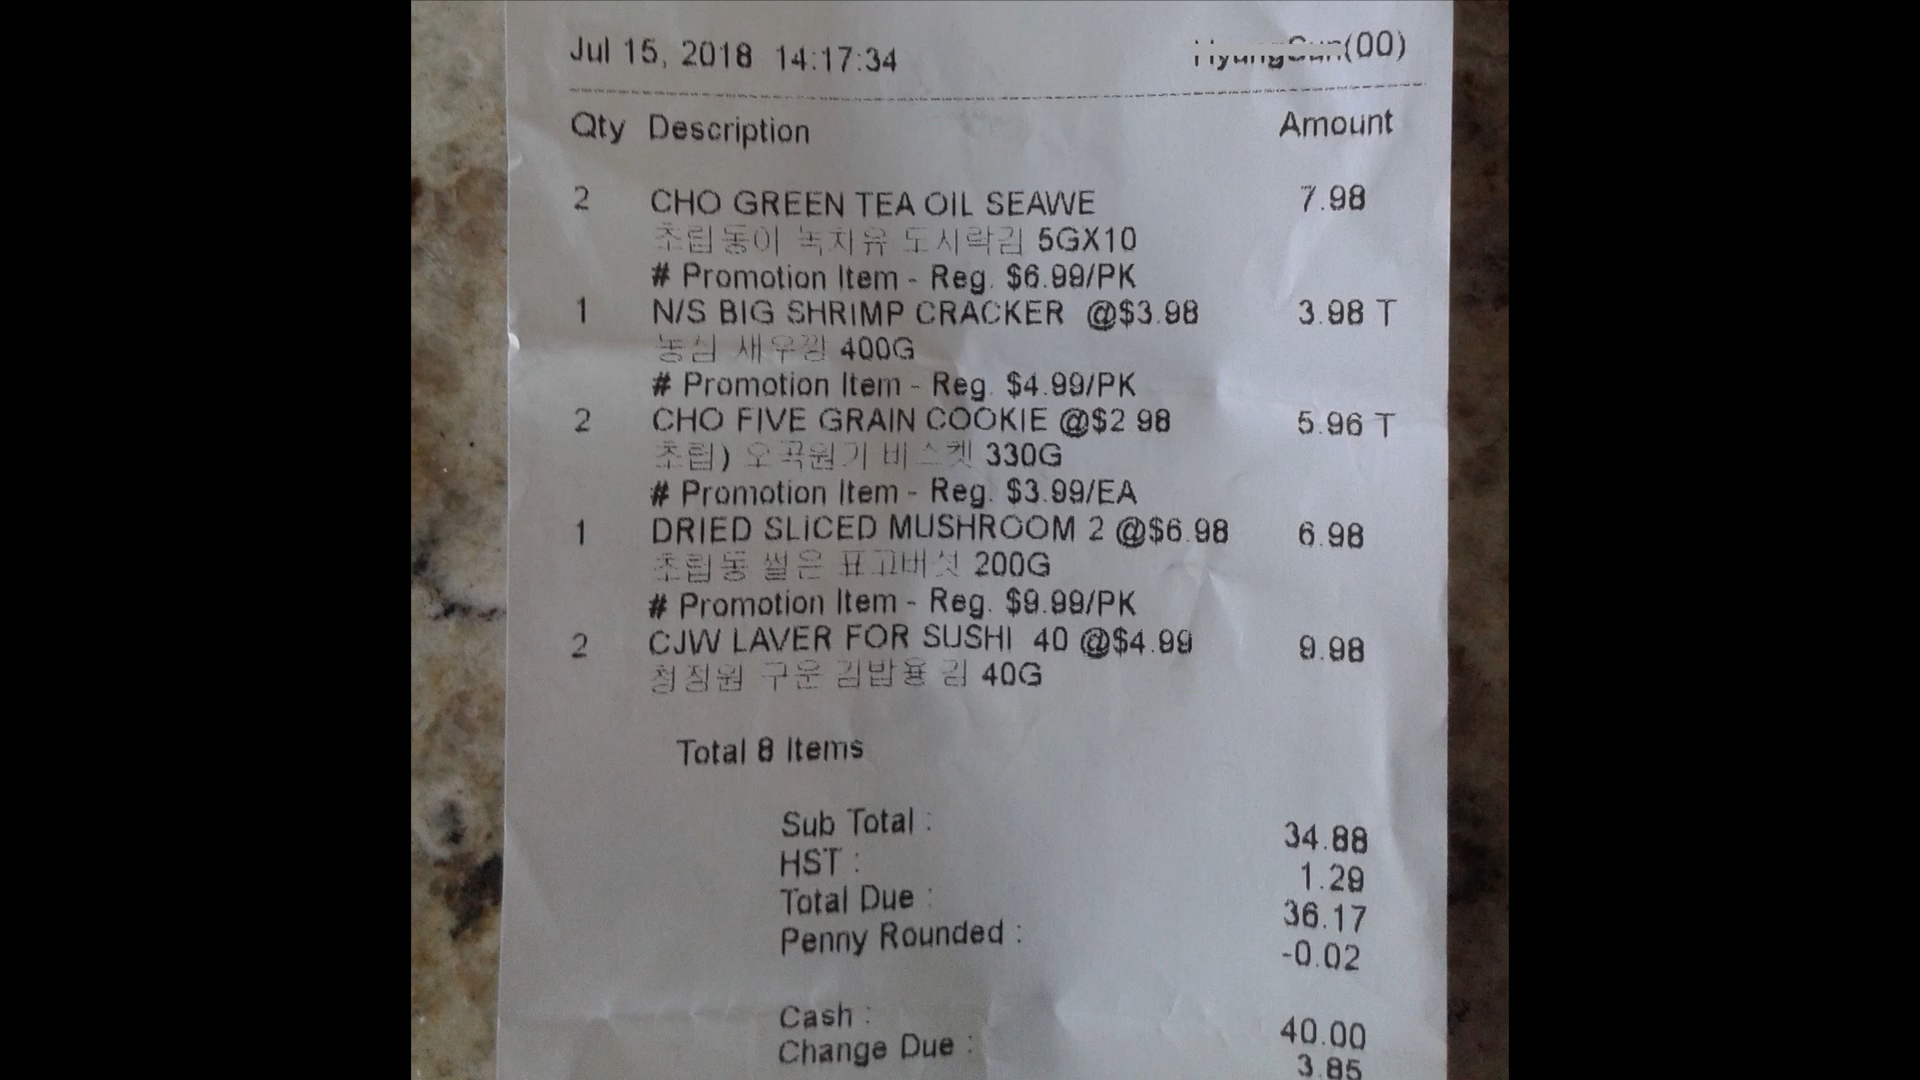 Jul 15, 2018 14:17:34 HyungSun(00)
Qty Description Amount
2 CHO GREEN TEA OIL SEAWE 7.98
초립동이 녹차유 도시락김 5GX10
# Promotion Item - Reg. $6.99/PK
1 N/S BIG SHRIMP CRACKER @$3.98 3.98 T
농심 새우깡 400G
# Promotion Item - Reg. $4.99/PK
2 CHO FIVE GRAIN COOKIE @$2.98 5.96 T
초립) 오곡원기 비스켓 330G
# Promotion Item - Reg. $3.99/EA
1 DRIED SLICED MUSHROOM 2 @$6.98 6.98
초립동 썰은 표고버섯 200G
# Promotion Item - Reg. $9.99/PK
2 CJW LAVER FOR SUSHI 40 @$4.99 9.98
청정원 구운 김밥용 김 40G
Total 8 Items
Sub Total : 34.88
HST : 1.29
Total Due : 36.17
Penny Rounded : -0.02
Cash : 40.00
Change Due : 3.85